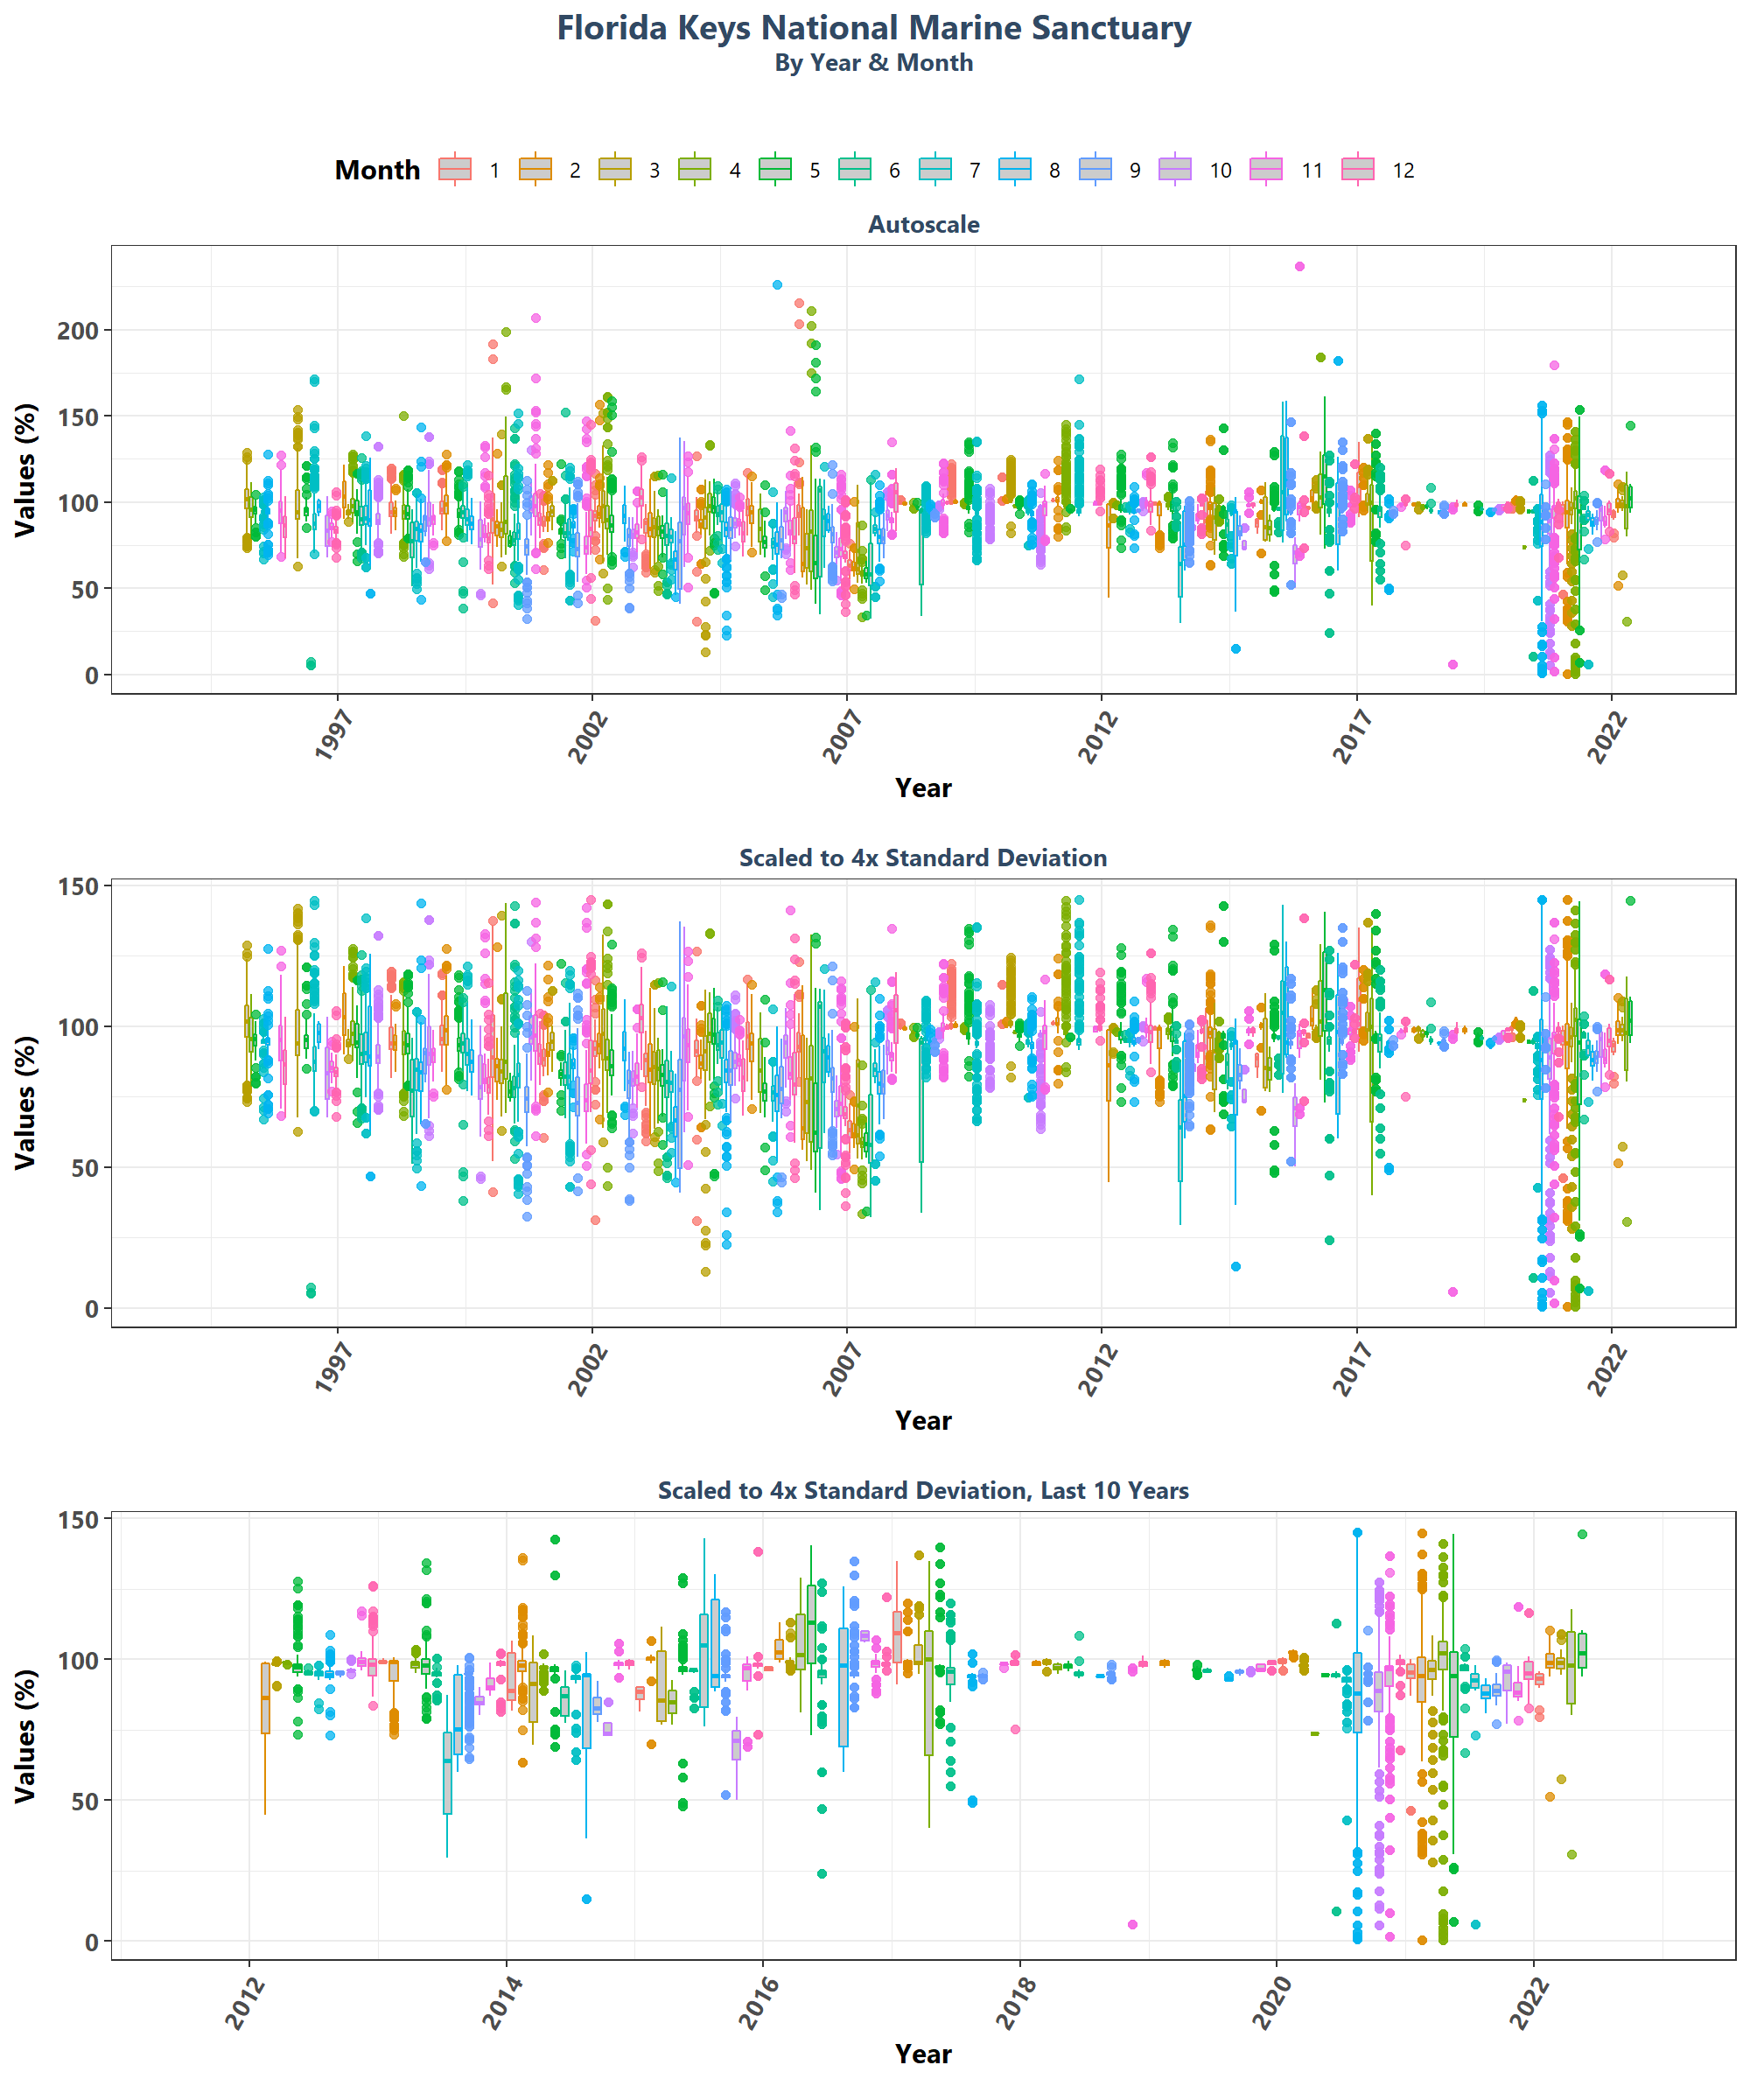 Florida Keys National Marine Sanctuary
By Year & Month
Month 1 2 3 4 5 6 7 8 9 10 11 12
Autoscale
Values (%)
200
150
100
50
0
1997 2002 2007 2012 2017 2022
Year
Scaled to 4x Standard Deviation
Values (%)
150
100
50
0
1997 2002 2007 2012 2017 2022
Year
Scaled to 4x Standard Deviation, Last 10 Years
Values (%)
150
100
50
0
2012 2014 2016 2018 2020 2022
Year